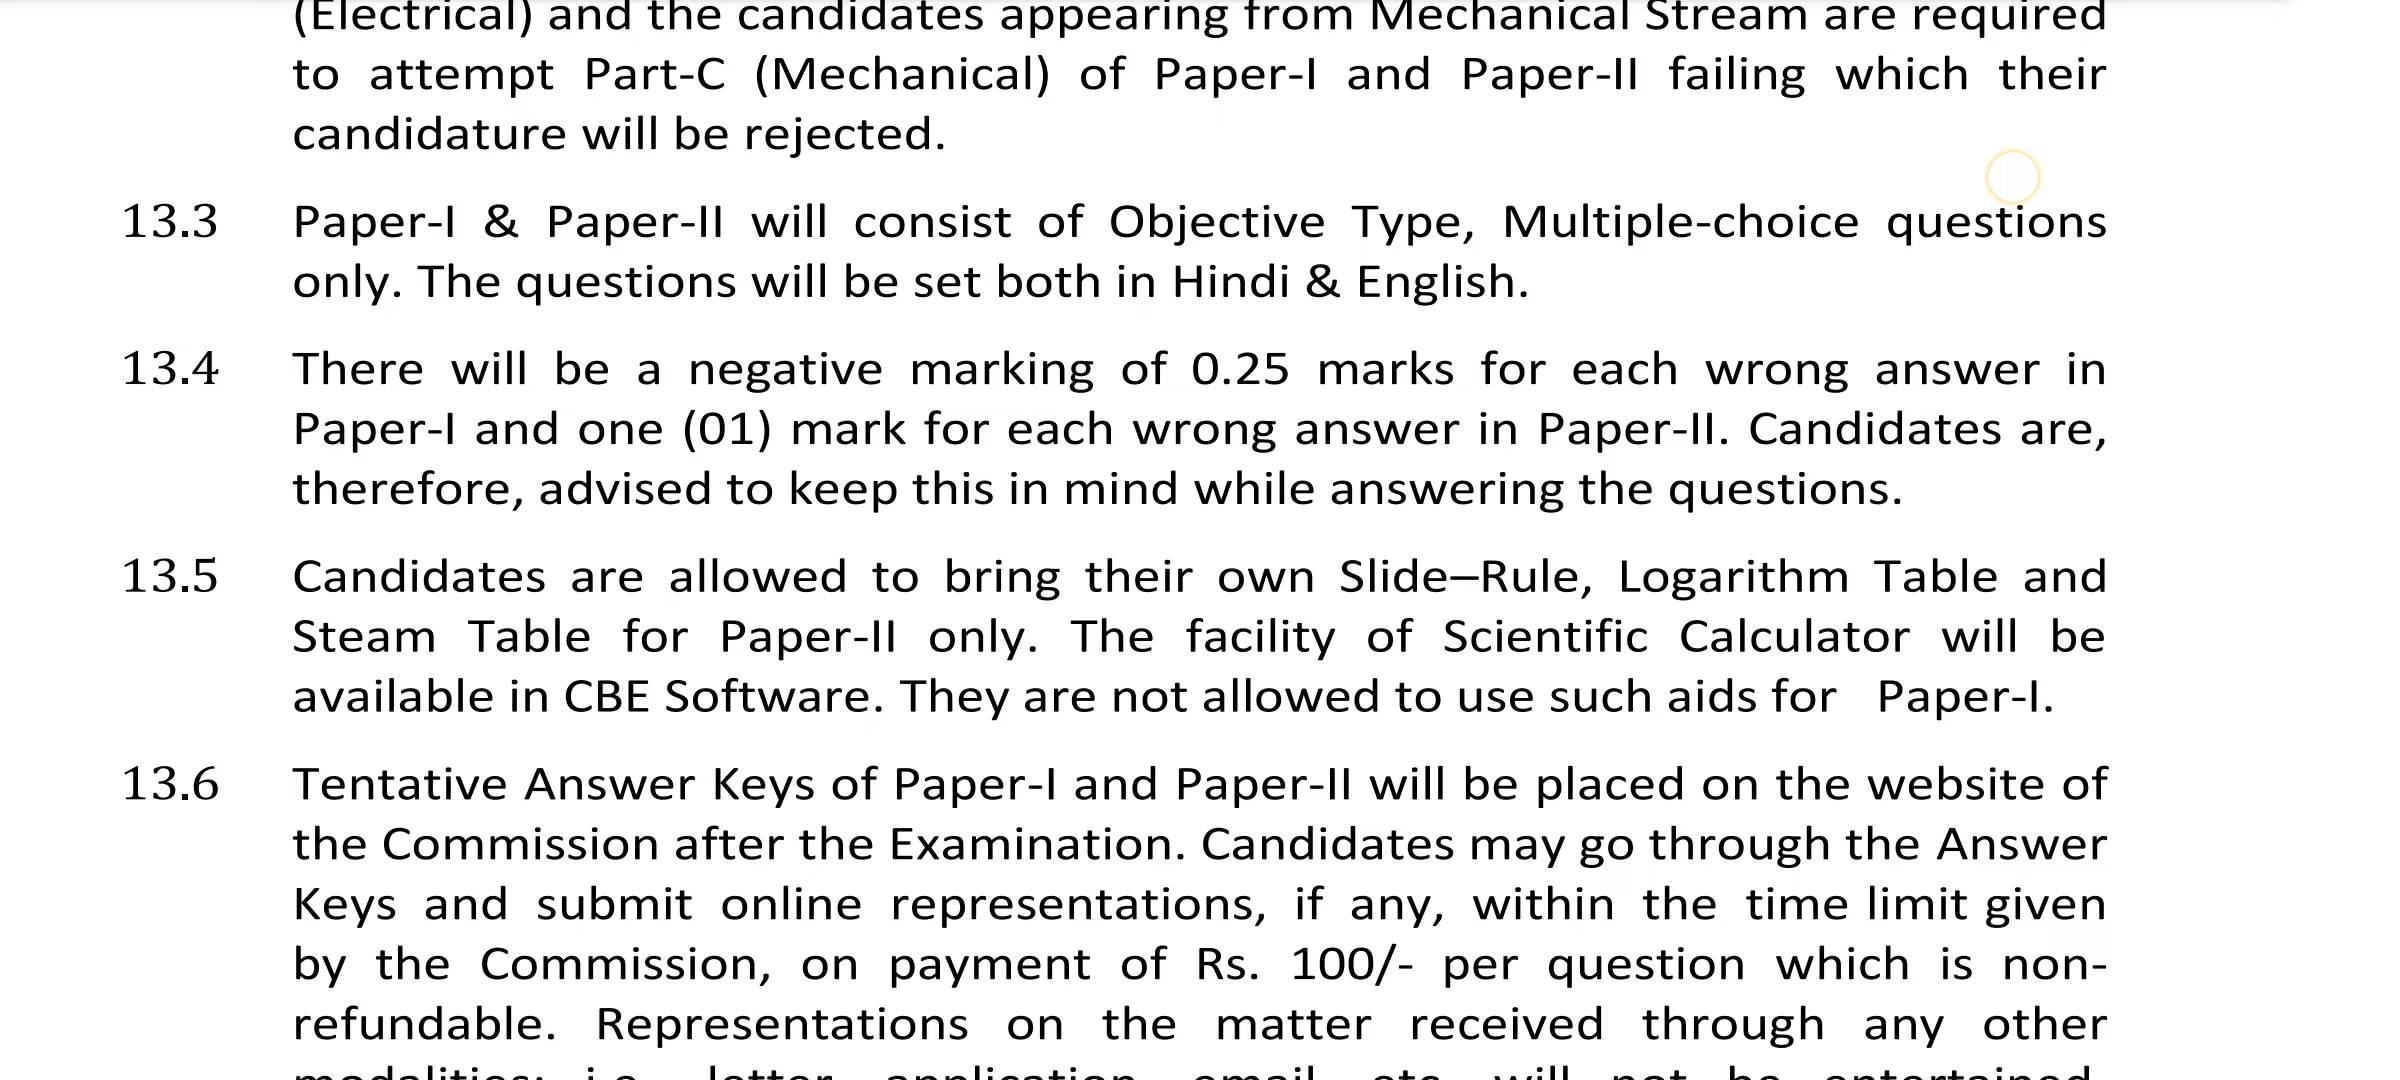 (Electrical) and the candidates appearing from Mechanical Stream are required
to attempt Part-C (Mechanical) of Paper-I and Paper-II failing which their
candidature will be rejected.
13.3 Paper-I & Paper-II will consist of Objective Type, Multiple-choice questions
only. The questions will be set both in Hindi & English.
13.4 There will be a negative marking of 0.25 marks for each wrong answer in
Paper-I and one (01) mark for each wrong answer in Paper-II. Candidates are,
therefore, advised to keep this in mind while answering the questions.
13.5 Candidates are allowed to bring their own Slide–Rule, Logarithm Table and
Steam Table for Paper-II only. The facility of Scientific Calculator will be
available in CBE Software. They are not allowed to use such aids for Paper-I.
13.6 Tentative Answer Keys of Paper-I and Paper-II will be placed on the website of
the Commission after the Examination. Candidates may go through the Answer
Keys and submit online representations, if any, within the time limit given
by the Commission, on payment of Rs. 100/- per question which is non-
refundable. Representations on the matter received through any other
modalities: i.e. letter, application, email, etc. will not be entertained.